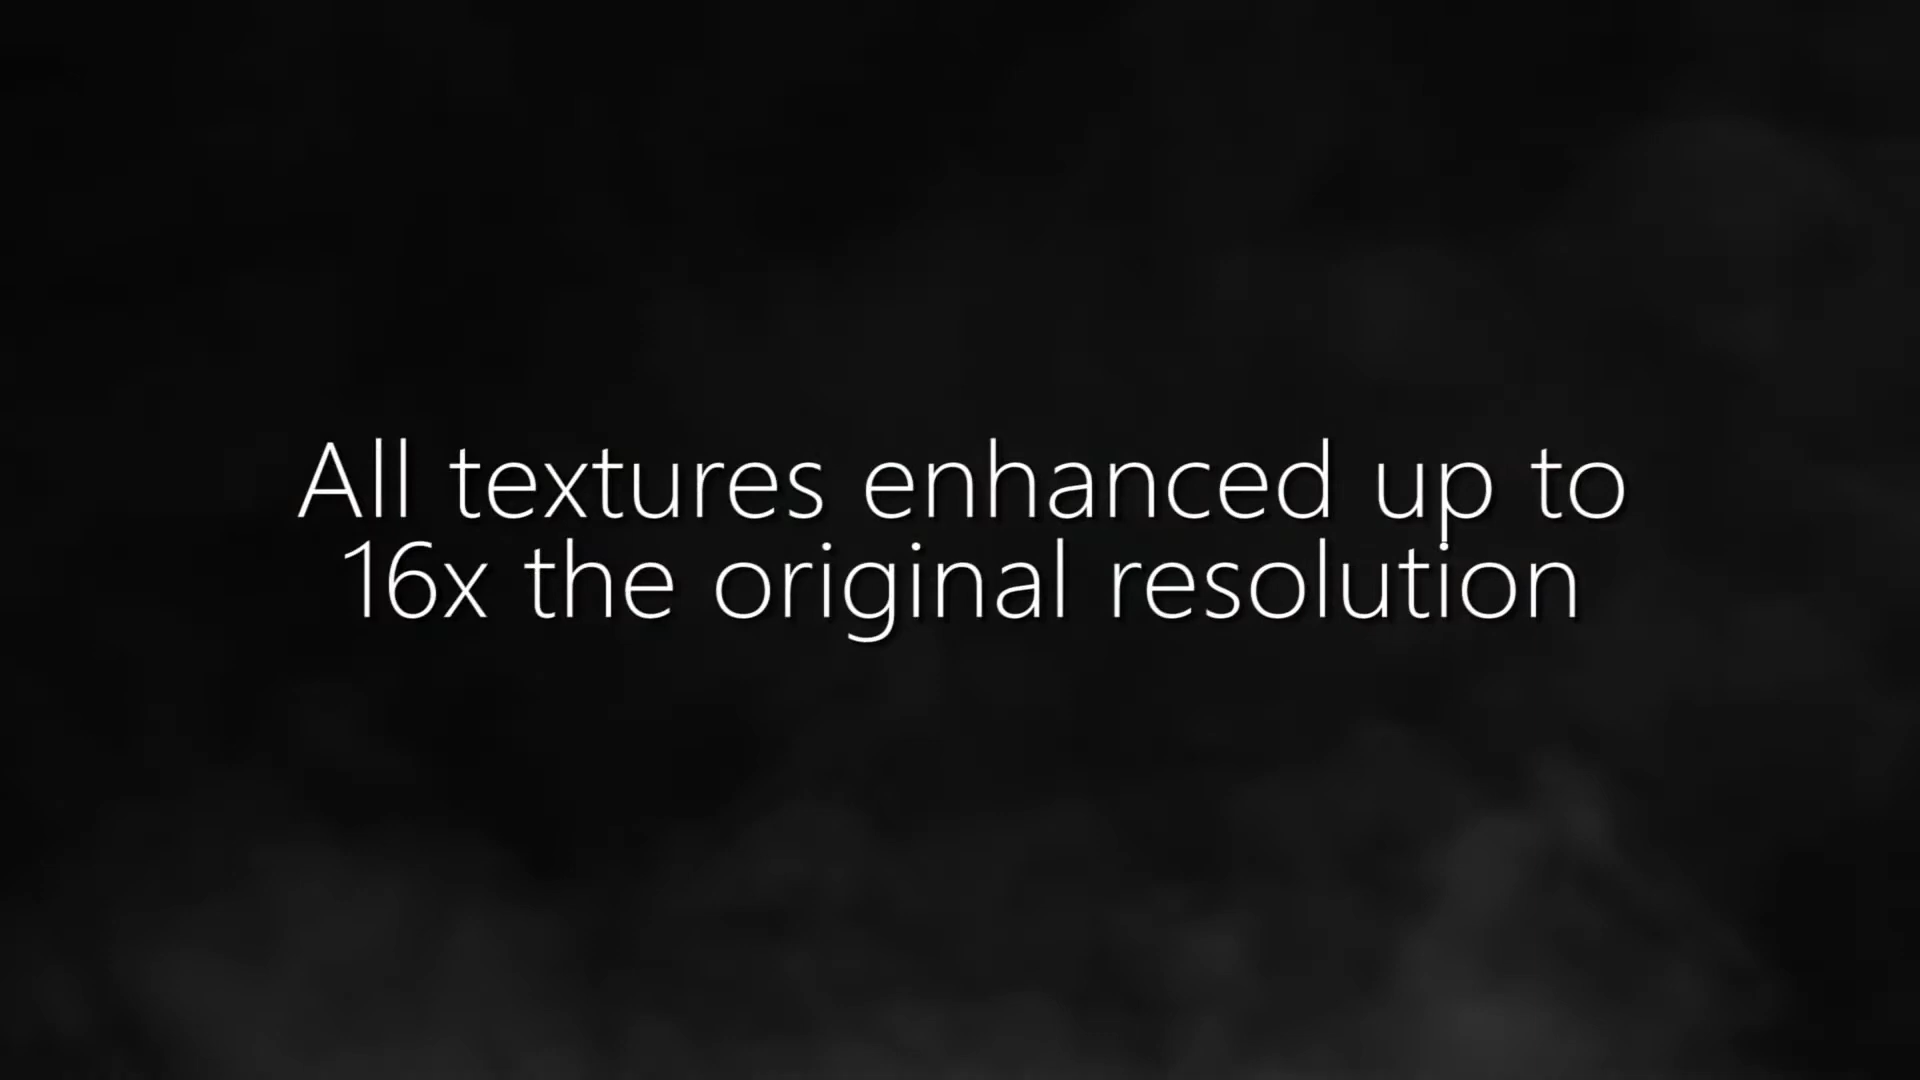 All textures enhanced up to
16x the original resolution